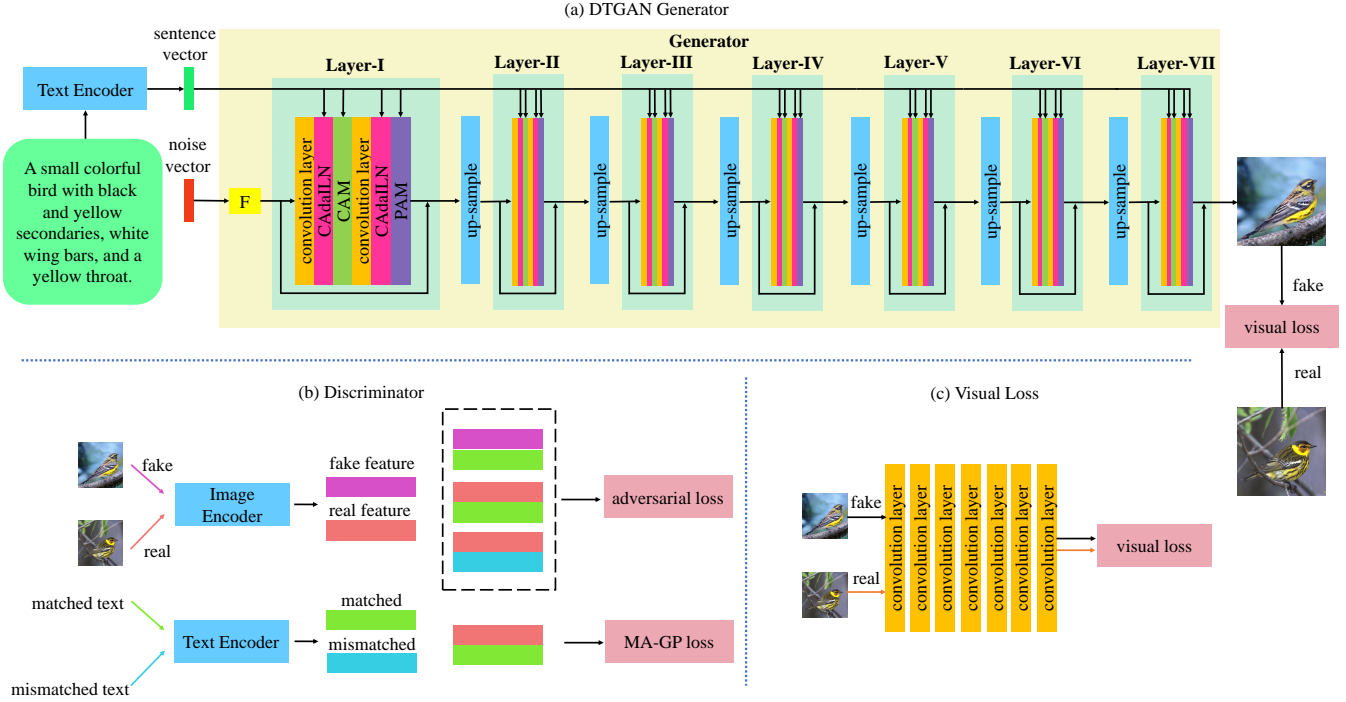 (a) DTGAN Generator
sentence
vector
Generator
Layer-I
Layer-II
Layer-III
Layer-IV
Layer-V
Layer-VI
Layer-VII
Text Encoder
A small colorful
bird with black
and yellow
secondaries, white
wing bars, and a
yellow throat.
noise
vector
F
convolution layer
CAdaILN
CAM
convolution layer
CAdaILN
PAM
up-sample
up-sample
up-sample
up-sample
up-sample
up-sample
fake
visual loss
real
(b) Discriminator
fake
real
Image
Encoder
fake feature
real feature
adversarial loss
matched text
mismatched text
Text Encoder
matched
mismatched
MA-GP loss
(c) Visual Loss
fake
real
convolution layer
convolution layer
convolution layer
convolution layer
convolution layer
convolution layer
convolution layer
visual loss